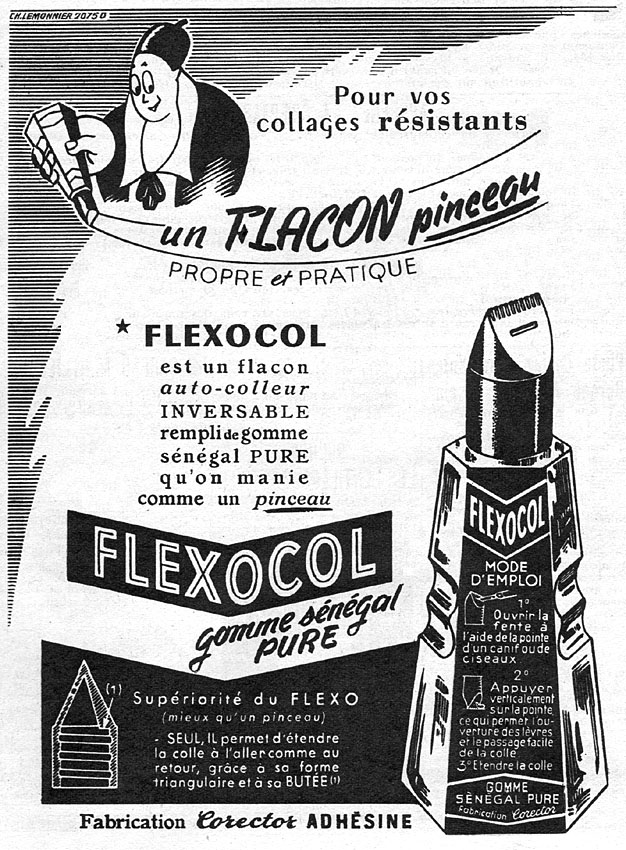 CH.LEMONNIER 20750
Pour vos
collages résistants
un FLACON pinceau
PROPRE et PRATIQUE
★ FLEXOCOL
est un flacon
auto-colleur
INVERSABLE
rempli de gomme
sénégal PURE
qu'on manie
comme un pinceau
FLEXOCOL
gomme sénégal
PURE
(1)
Supériorité du FLEXO
(mieux qu'un pinceau)
- SEUL, IL permet d'étendre
la colle à l'aller comme au
retour, grâce à sa forme
triangulaire et à sa BUTÉE (1)
Fabrication Corector ADHÉSINE
FLEXOCOL
MODE
D'EMPLOI
1°
Ouvrir la
fente à
l'aide de la pointe
d'un canif ou de
ciseaux.
2°
Appuyer
verticalement
sur la pointe,
ce qui permet l'ou-
verture des lèvres
et le passage facile
de la colle
3° Etendre la colle
GOMME
SÈNÉGAL PURE
Fabrication Corector